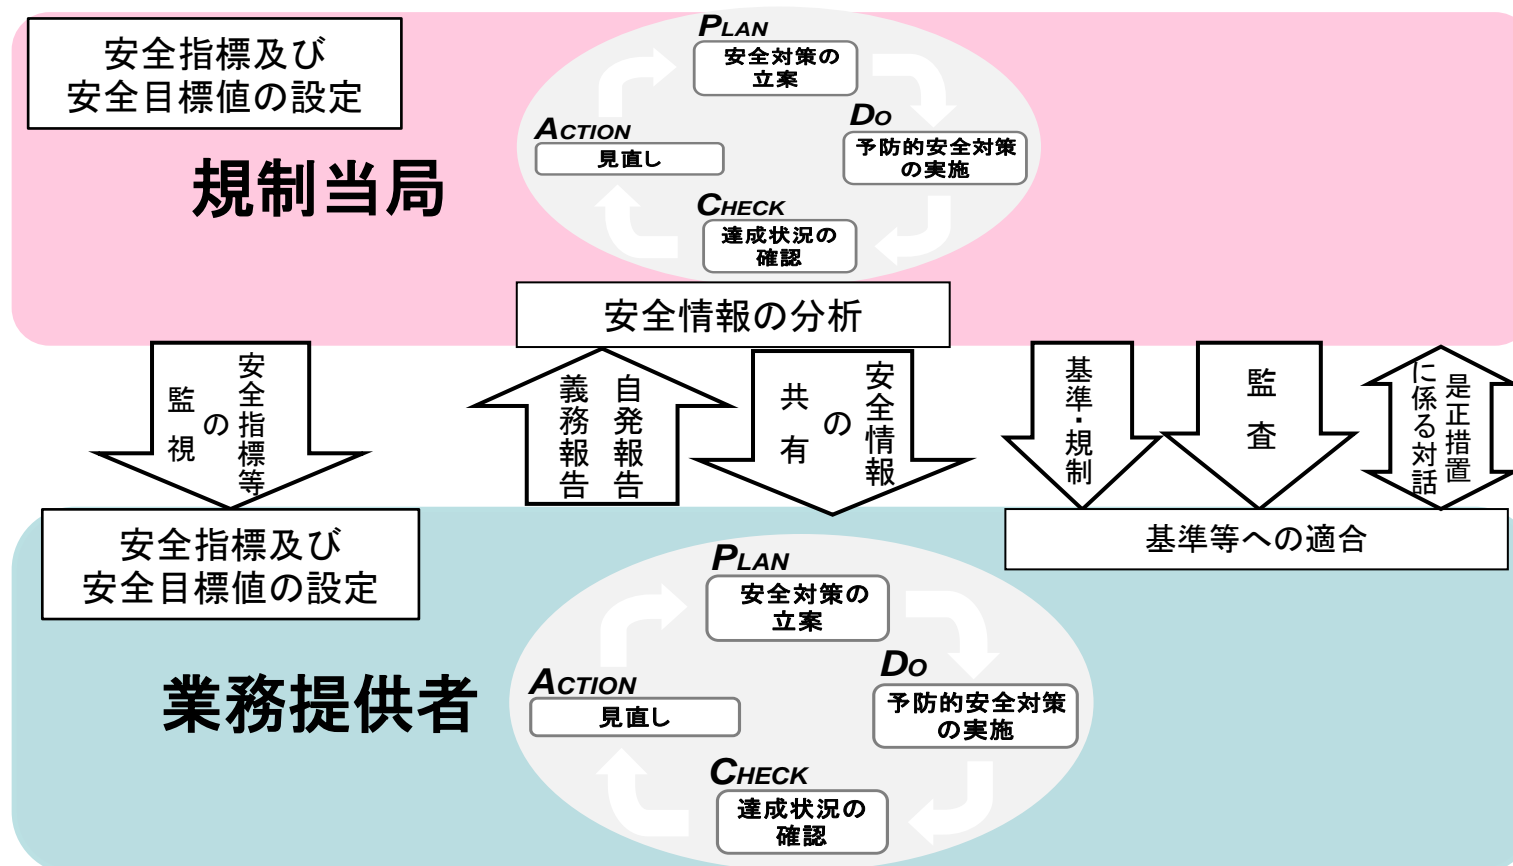 安全指標及び
安全目標値の設定
規制当局
PLAN
安全対策の
立案
DO
予防的安全対策
の実施
CHECK
達成状況の
確認
ACTION
見直し
安全情報の分析
安全指標等
の
監視
自発報告
義務報告
安全情報
の
共有
基準・規制
監査
是正措置
に係る対話
安全指標及び
安全目標値の設定
基準等への適合
業務提供者
PLAN
安全対策の
立案
DO
予防的安全対策
の実施
CHECK
達成状況の
確認
ACTION
見直し